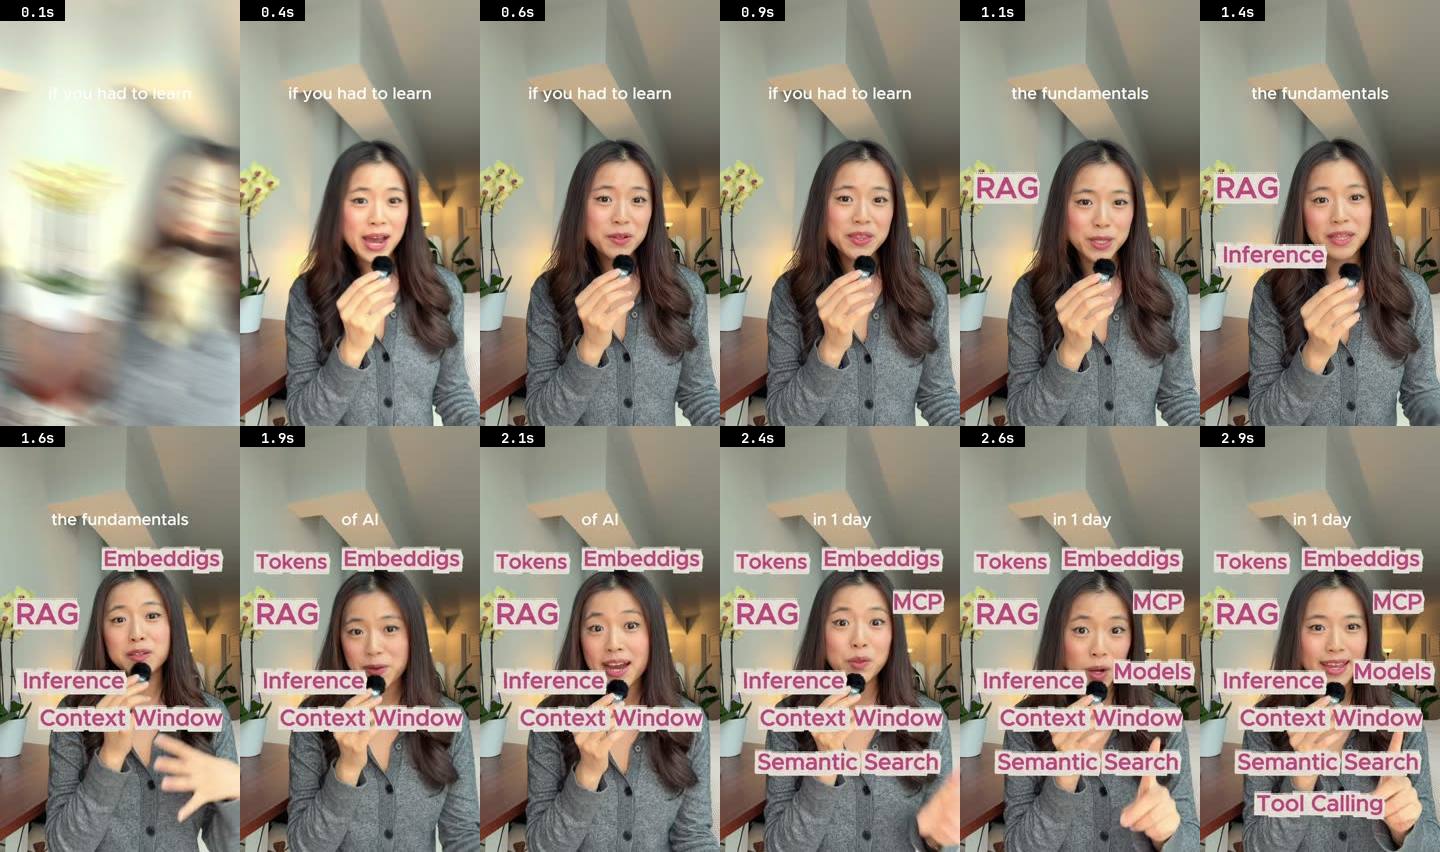 0.1s
if you had to learn
0.4s
if you had to learn
0.6s
if you had to learn
0.9s
if you had to learn
1.1s
the fundamentals
RAG
1.4s
the fundamentals
RAG
Inference
1.6s
the fundamentals
Embeddigs
RAG
Inference
Context Window
1.9s
of AI
Tokens Embeddigs
RAG
Inference
Context Window
2.1s
of AI
Tokens Embeddigs
RAG
Inference
Context Window
2.4s
in 1 day
Tokens Embeddigs
MCP
RAG
Inference
Context Window
Semantic Search
2.6s
in 1 day
Tokens Embeddigs
MCP
RAG
Models
Inference
Context Window
Semantic Search
2.9s
in 1 day
Tokens Embeddigs
MCP
RAG
Models
Inference
Context Window
Semantic Search
Tool Calling